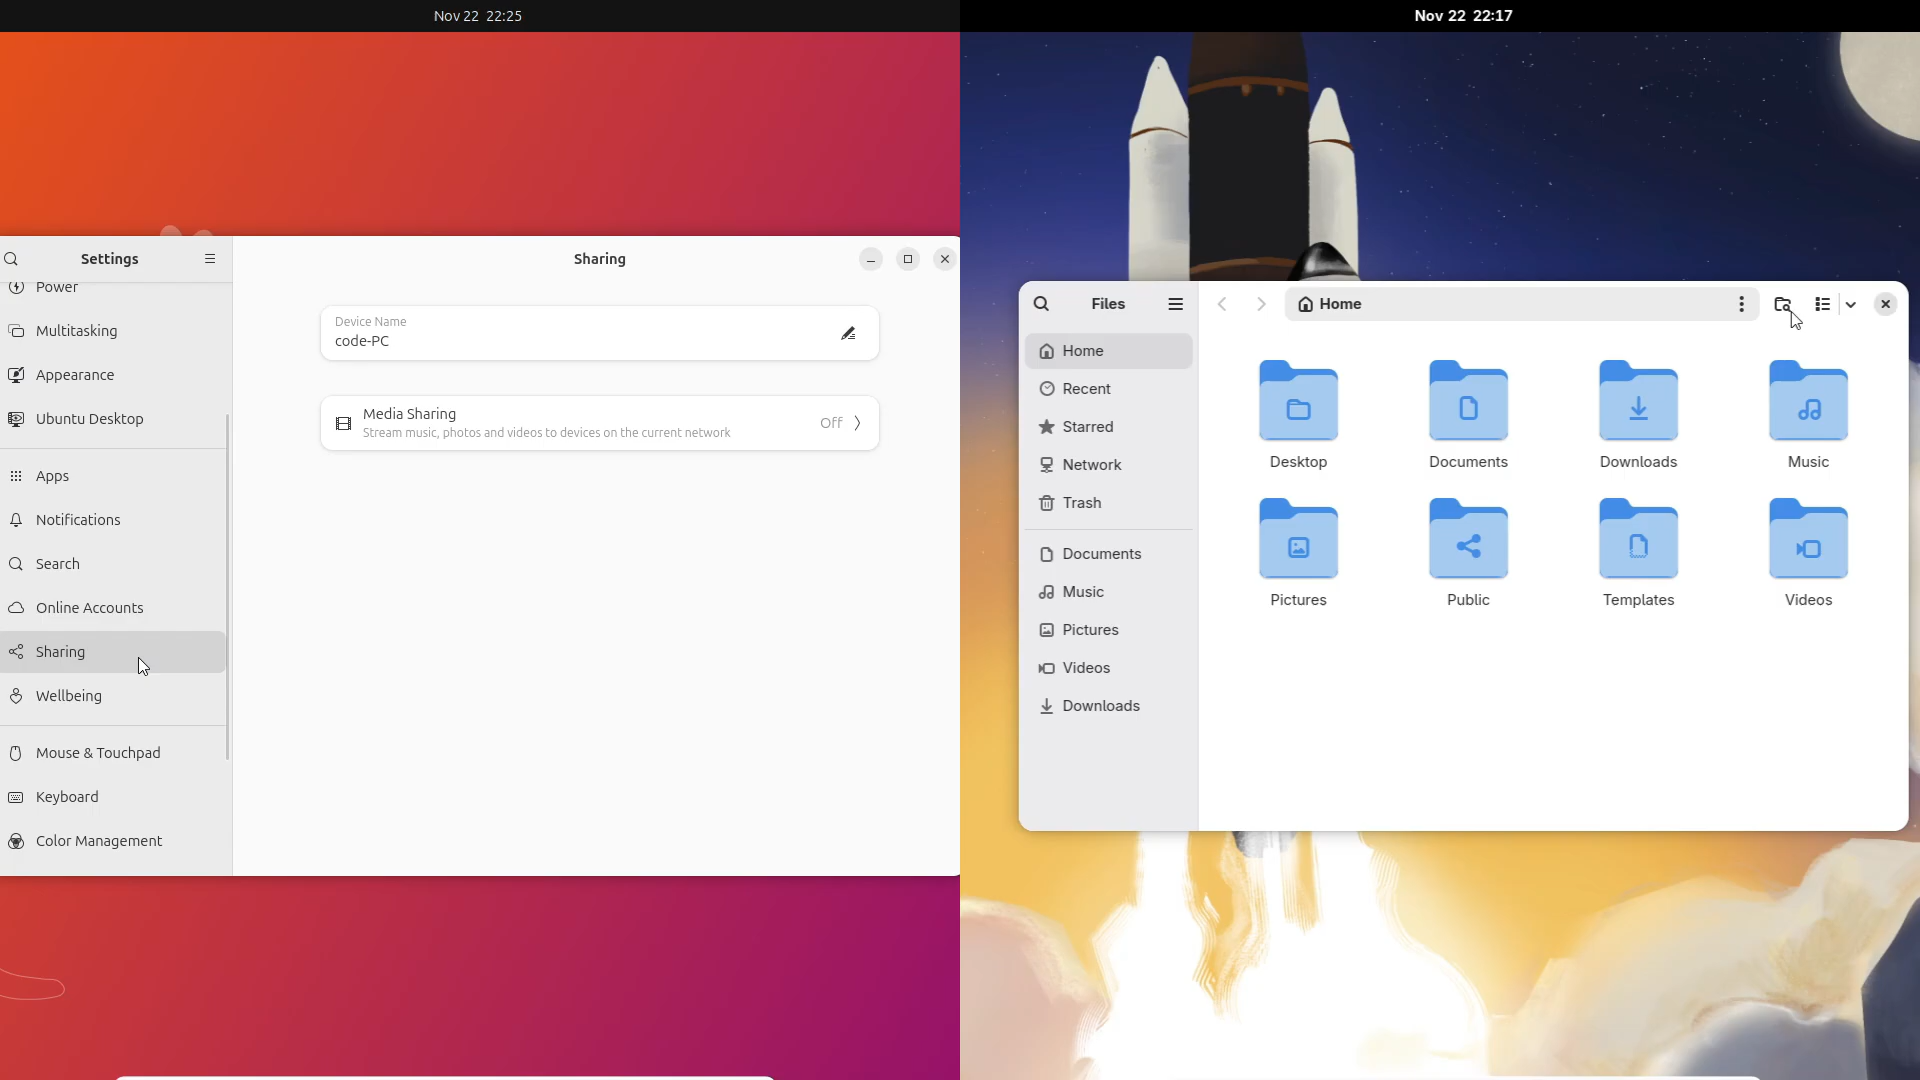 Nov 22 22:25
Settings
Power
Multitasking
Appearance
Ubuntu Desktop
Apps
Notifications
Search
Online Accounts
Sharing
Wellbeing
Mouse & Touchpad
Keyboard
Color Management
Sharing
Device Name
code-PC
Media Sharing
Stream music, photos and videos to devices on the current network
Off
Nov 22 22:17
Files
Home
Home
Recent
Starred
Network
Trash
Documents
Music
Pictures
Videos
Downloads
Desktop
Documents
Downloads
Music
Pictures
Public
Templates
Videos